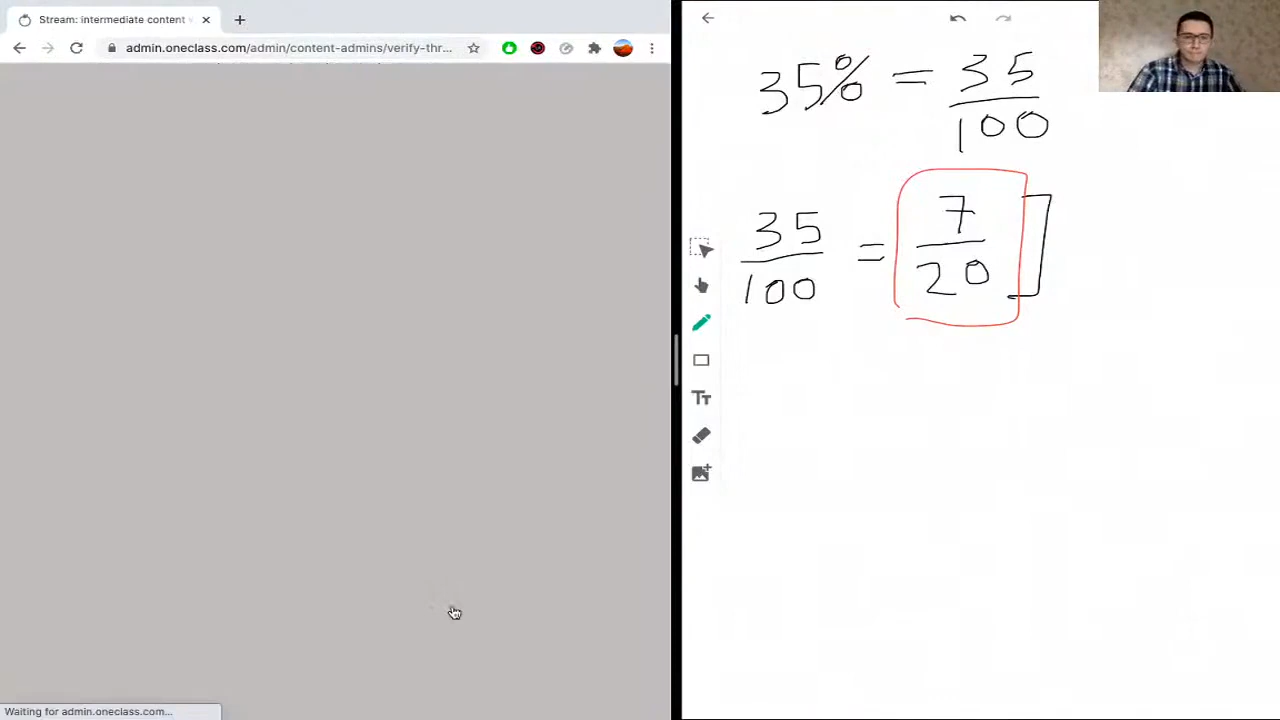 Stream: intermediate content
admin.oneclass.com/admin/content-admins/verify-thr...
35% = 35/100
35/100 = 7/20 ]
Tт
Waiting for admin.oneclass.com...